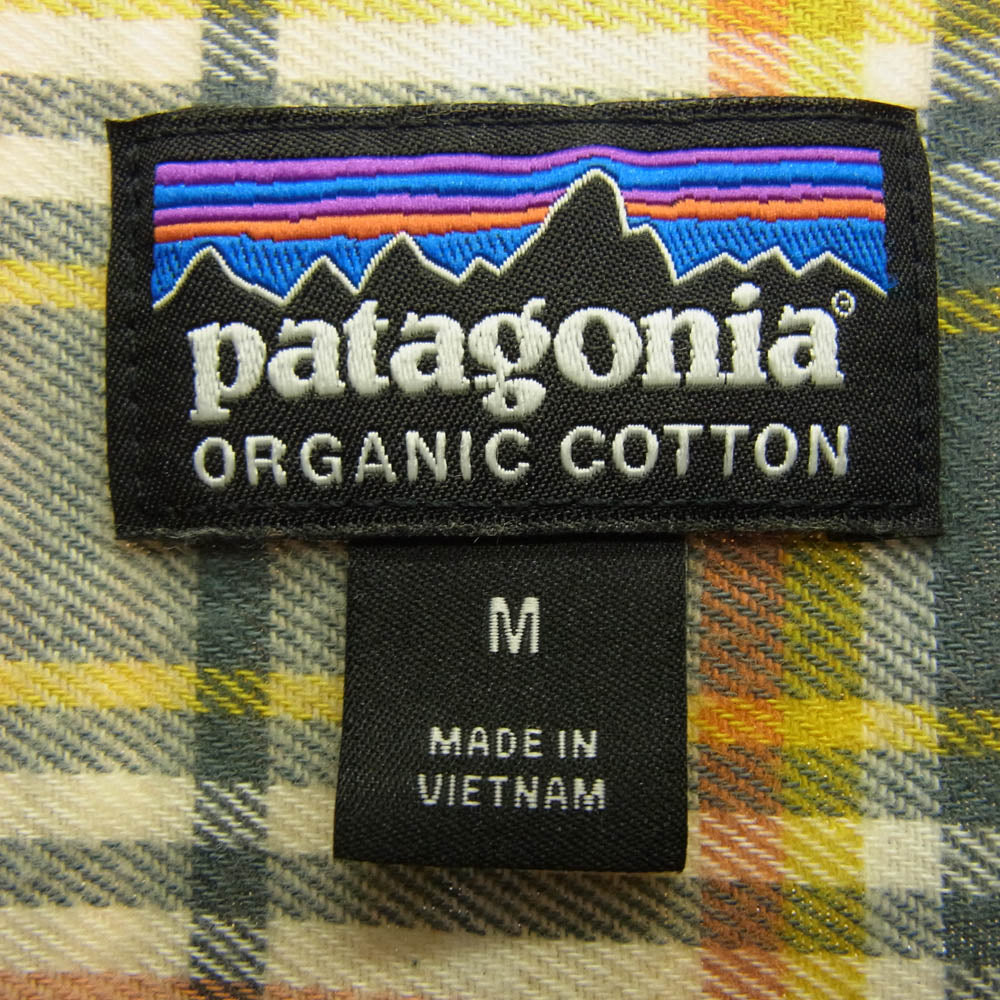 patagonia®
ORGANIC COTTON
M
MADE IN
VIETNAM